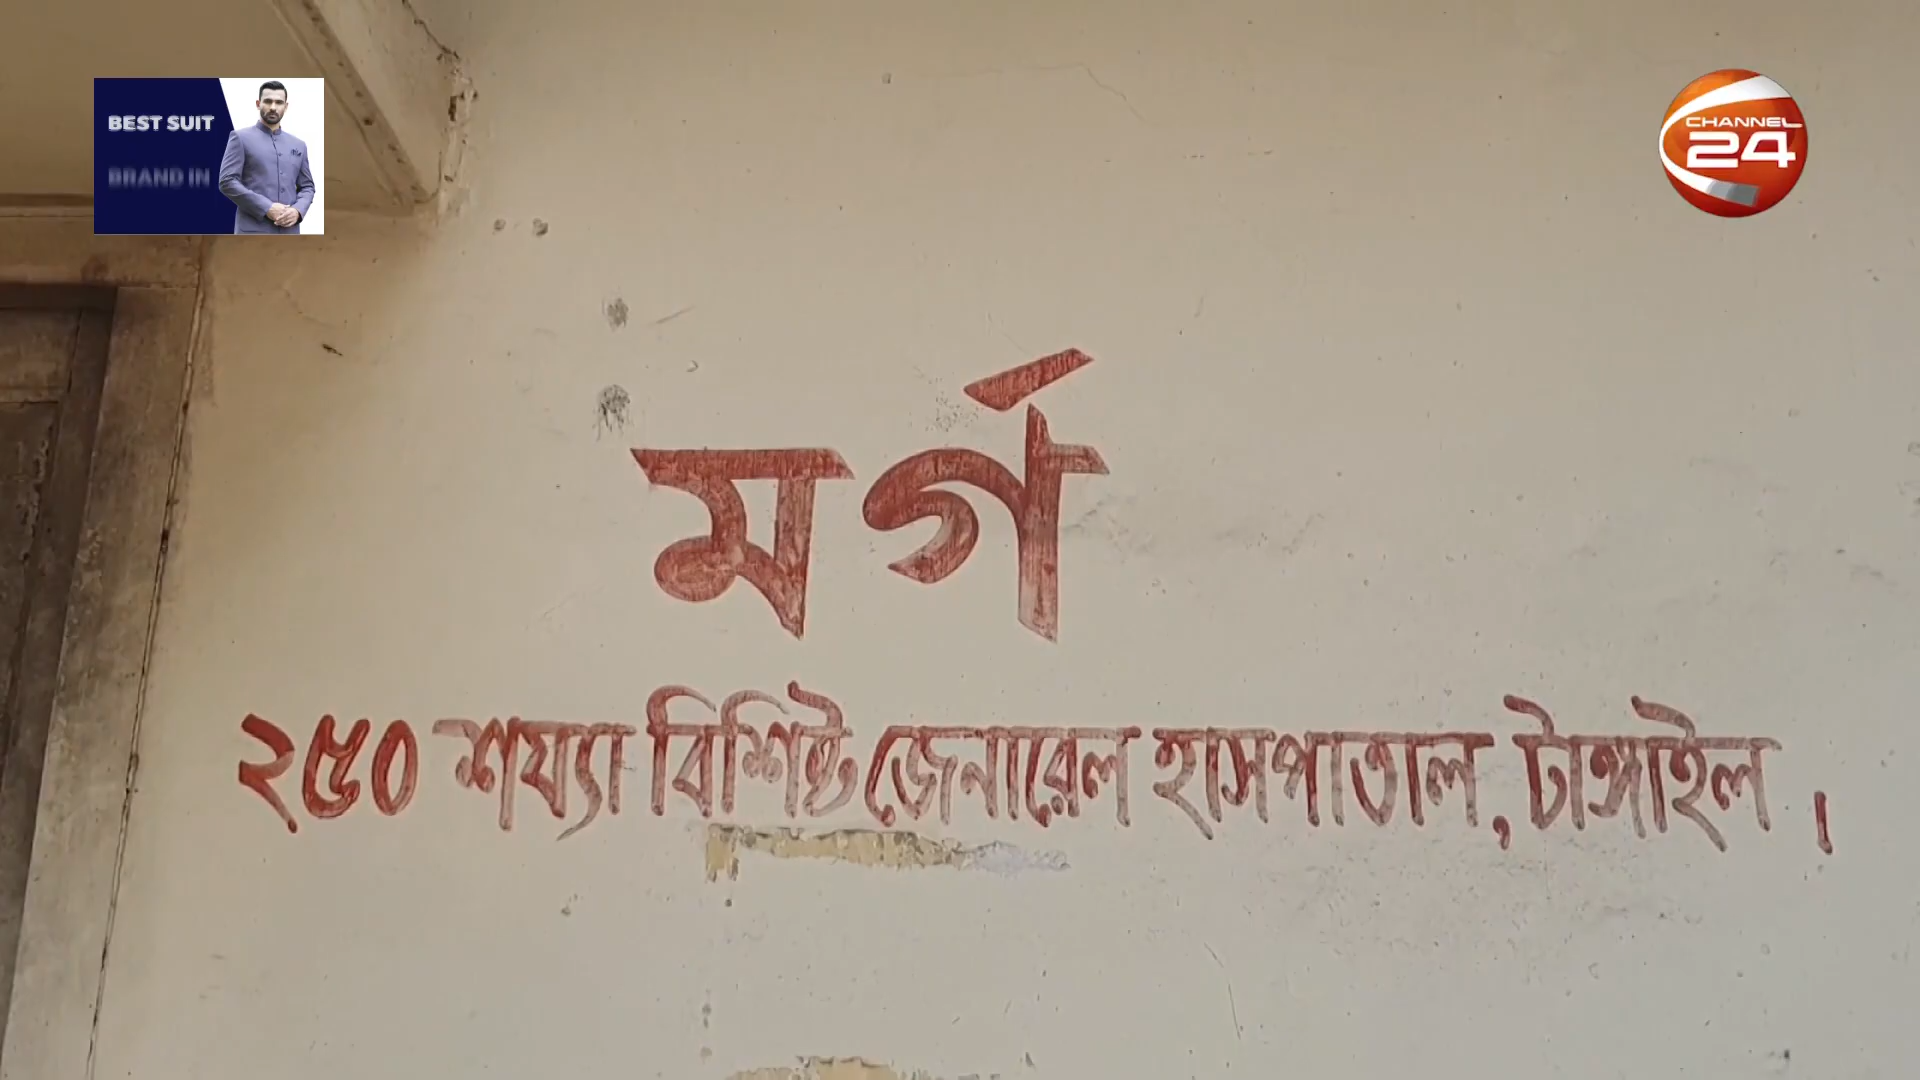 BEST SUIT
BRAND IN
CHANNEL
24
মর্গ
২৫০ শয্যা বিশিষ্ট জেনারেল হাসপাতাল, টাঙ্গাইল ।